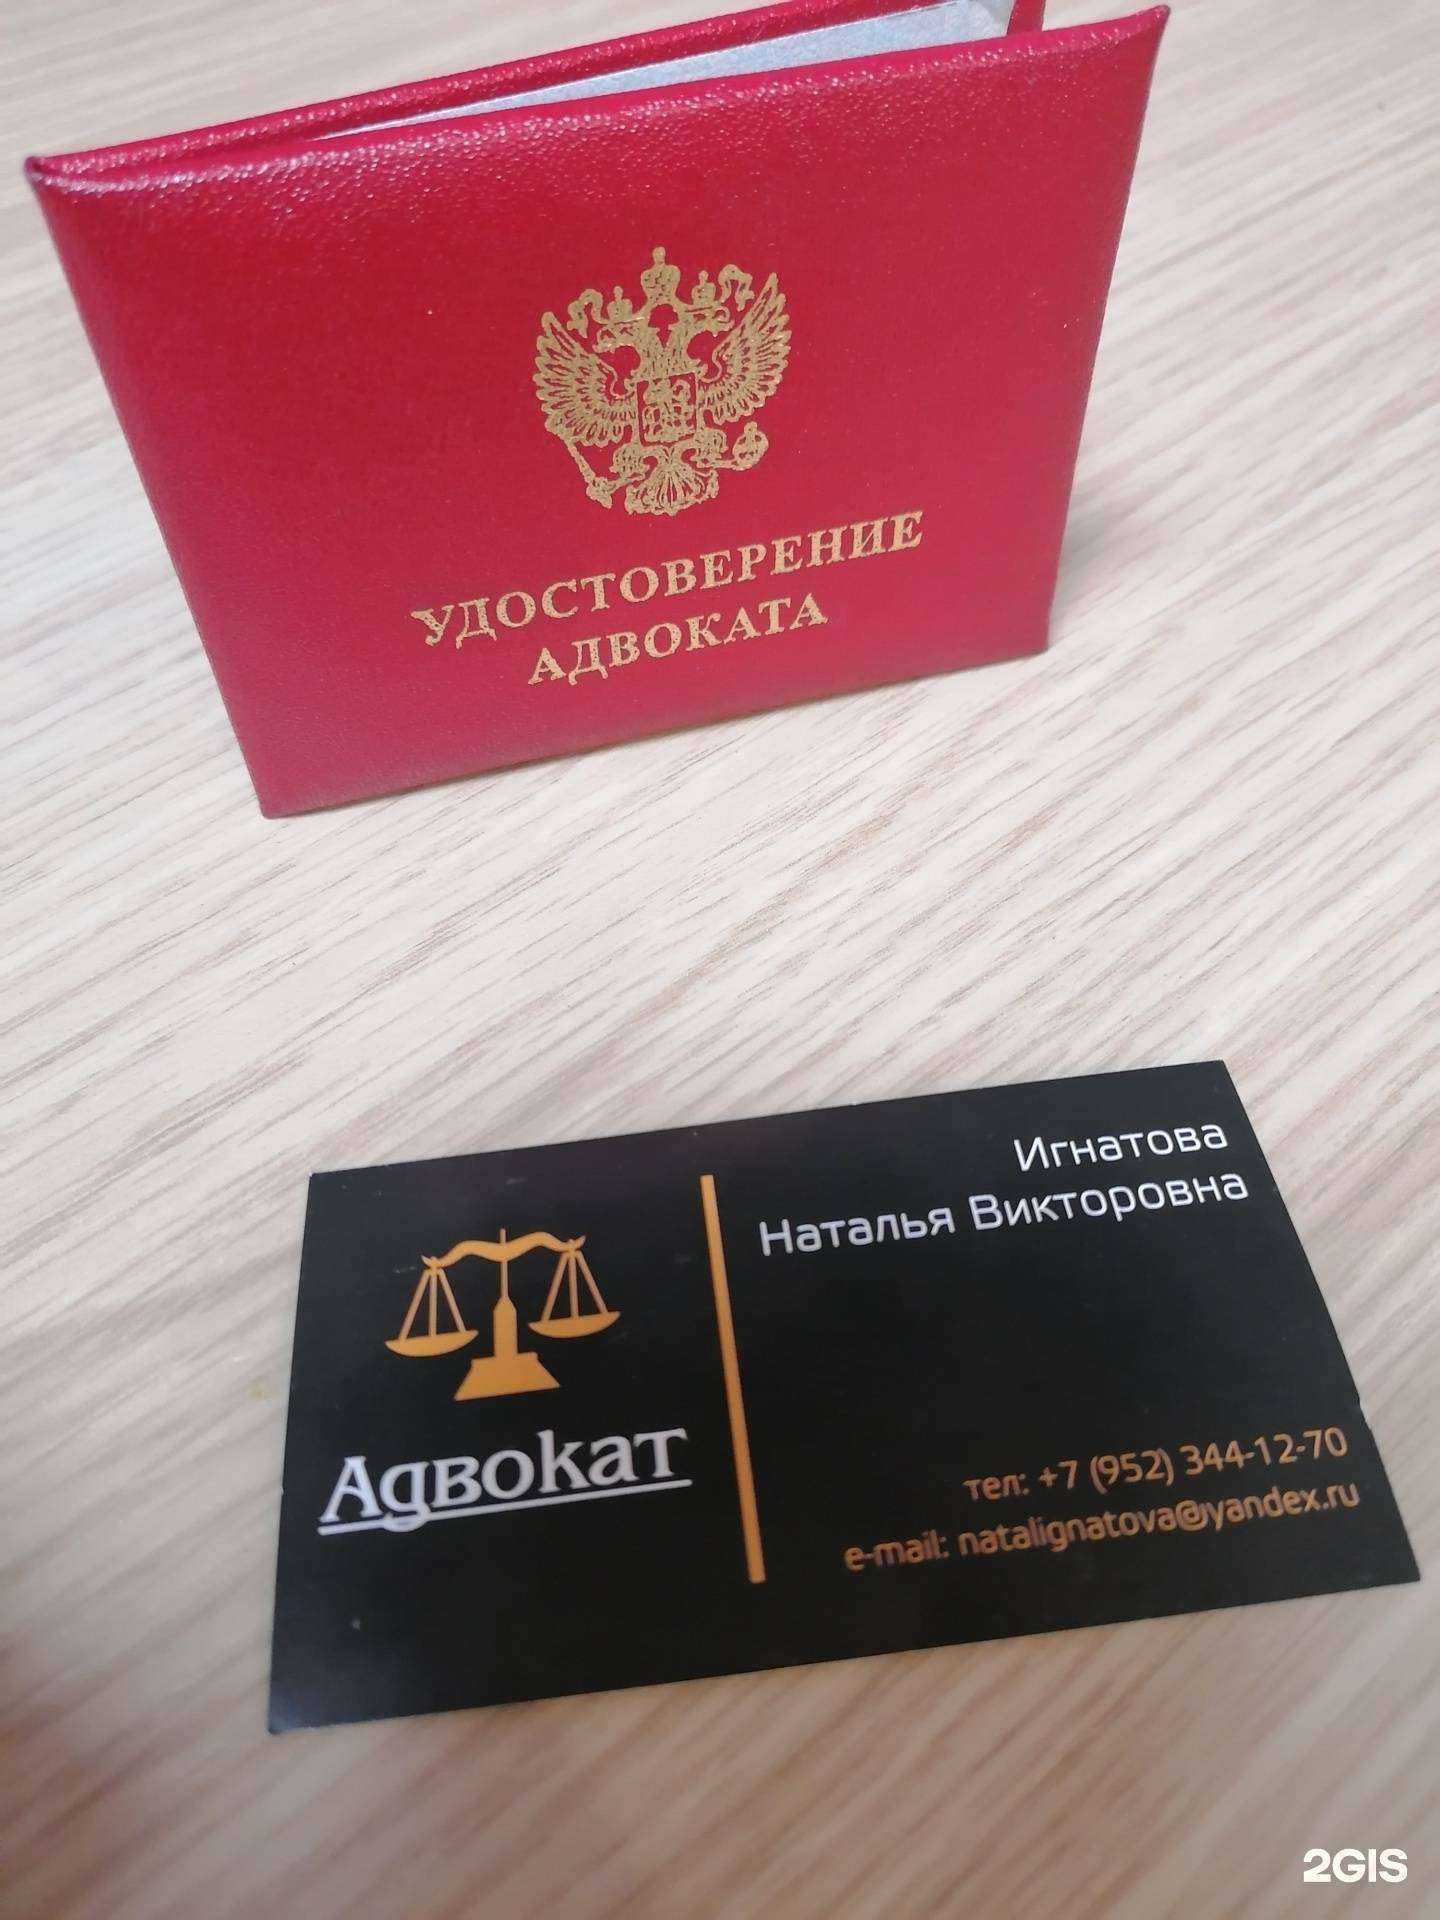 УДОСТОВЕРЕНИЕ
АДВОКАТА
Игнатова
Наталья Викторовна
Адвокат
тел: +7 (952) 344-12-70
e-mail: natalignatova@yandex.ru
2GIS